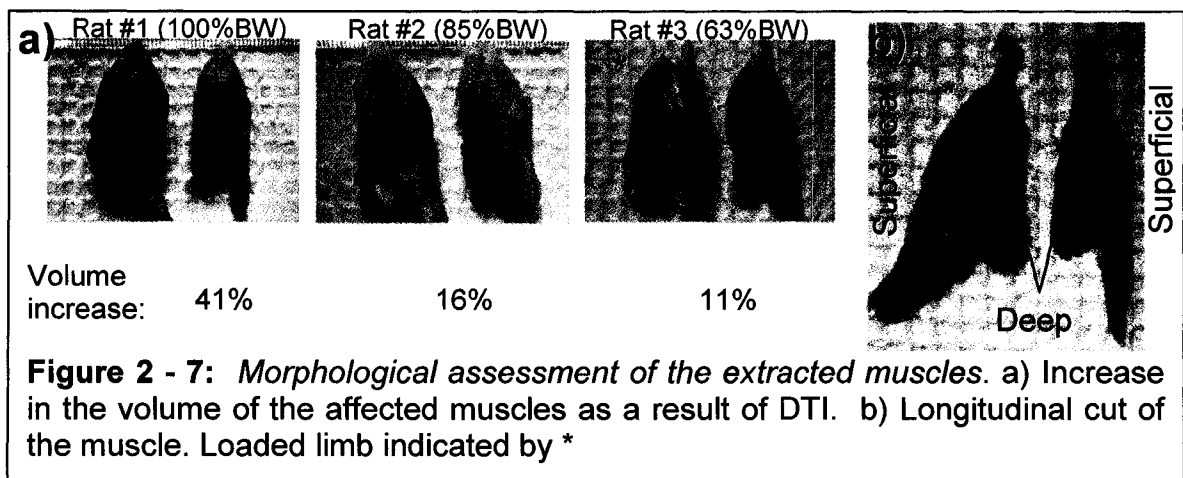 a) Rat #1 (100%BW) Rat #2 (85%BW) Rat #3 (63%BW) b)
Superficial Superficial
Volume
increase: 41% 16% 11%
Deep
Figure 2 - 7: Morphological assessment of the extracted muscles. a) Increase
in the volume of the affected muscles as a result of DTI. b) Longitudinal cut of
the muscle. Loaded limb indicated by *